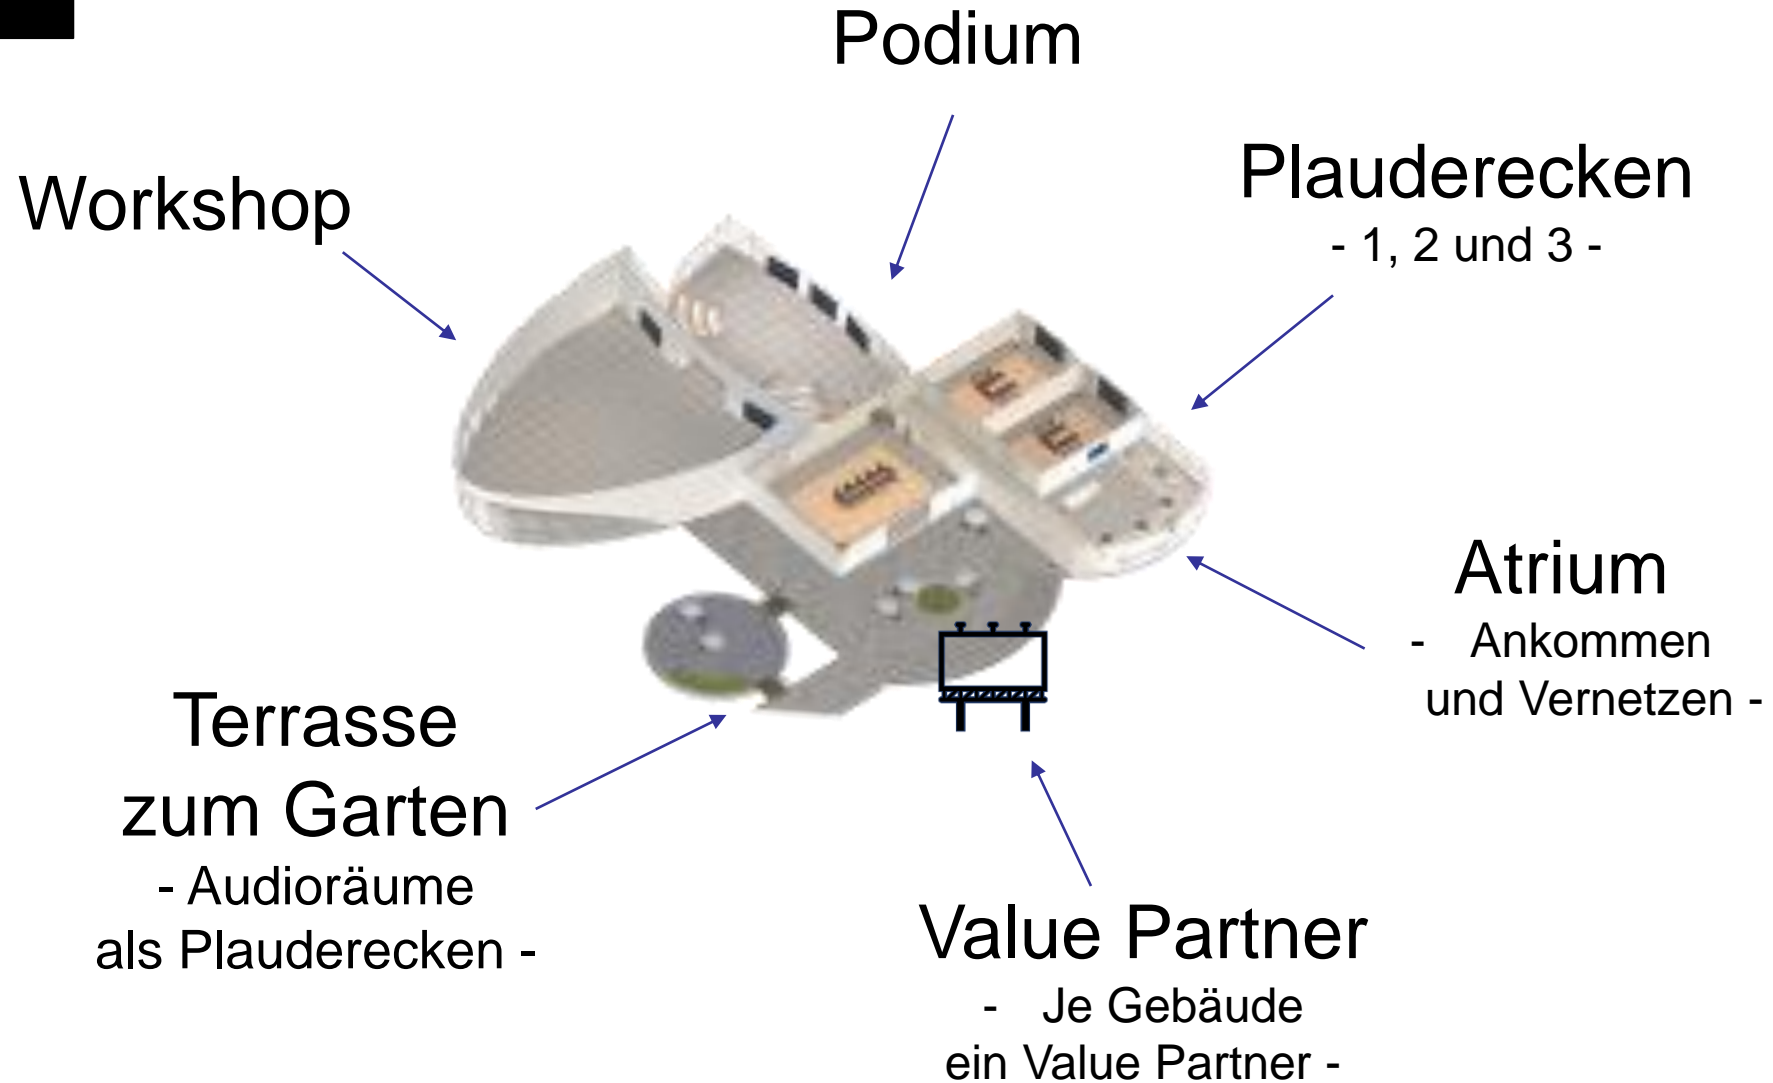 Podium
Workshop
Plauderecken
- 1, 2 und 3 -
Atrium
- Ankommen
und Vernetzen -
Terrasse
zum Garten
- Audioräume
als Plauderecken -
Value Partner
- Je Gebäude
ein Value Partner -